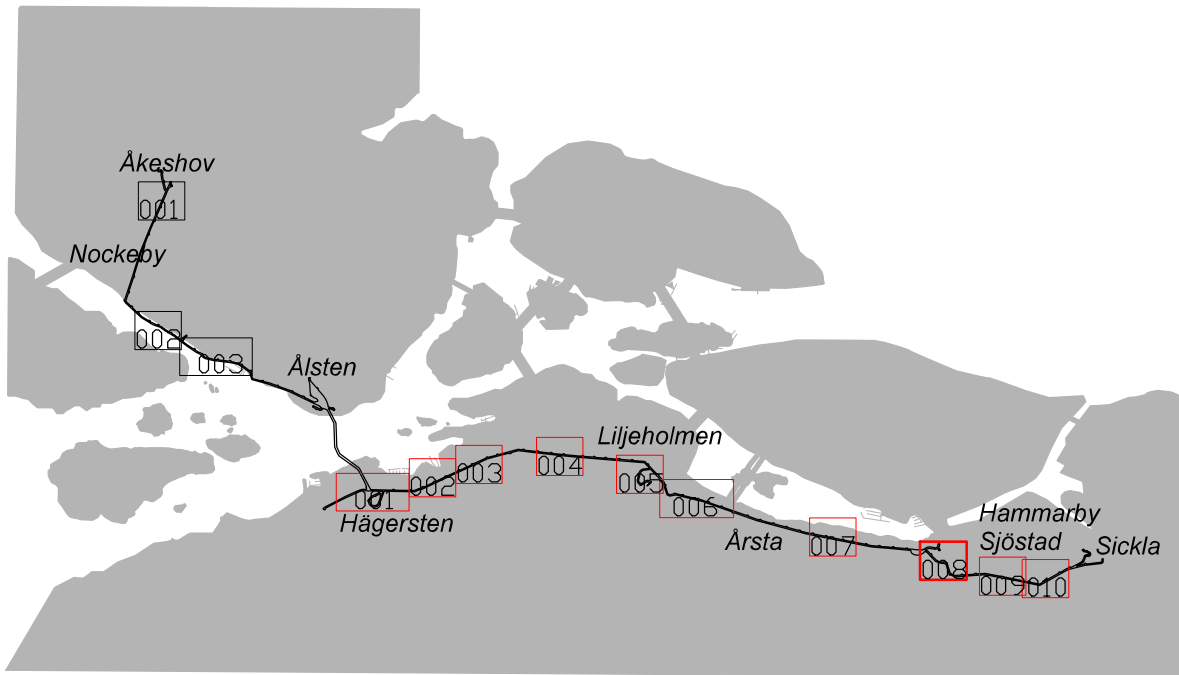 Åkeshov
001
Nockeby
002
003
Ålsten
Liljeholmen
003
004
002
005
001
006
Hägersten
Hammarby
Sjöstad
Årsta
007
Sickla
008
009
010